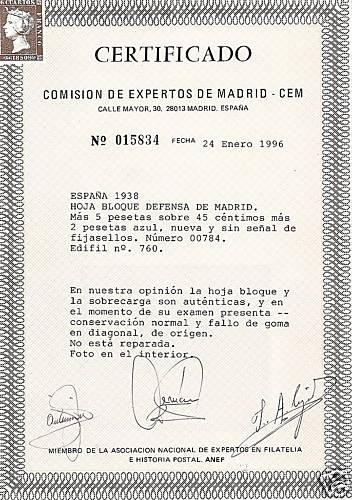 CERTIFICADO
COMISION DE EXPERTOS DE MADRID - CEM
CALLE MAYOR, 30. 28013 MADRID. ESPAÑA
Nº 015834 FECHA 24 Enero 1996
ESPAÑA 1938
HOJA BLOQUE DEFENSA DE MADRID.
Más 5 pesetas sobre 45 céntimos más
2 pesetas azul, nueva y sin señal de
fijasellos. Número 00784.
Edifil nº. 760.
En nuestra opinión la hoja bloque y
la sobrecarga son auténticas, y en
el momento de su examen presenta --
conservación normal y fallo de goma
en diagonal, de origen.
No está reparada.
Foto en el interior.
MIEMBRO DE LA ASOCIACION NACIONAL DE EXPERTOS EN FILATELIA
E HISTORIA POSTAL. ANEF